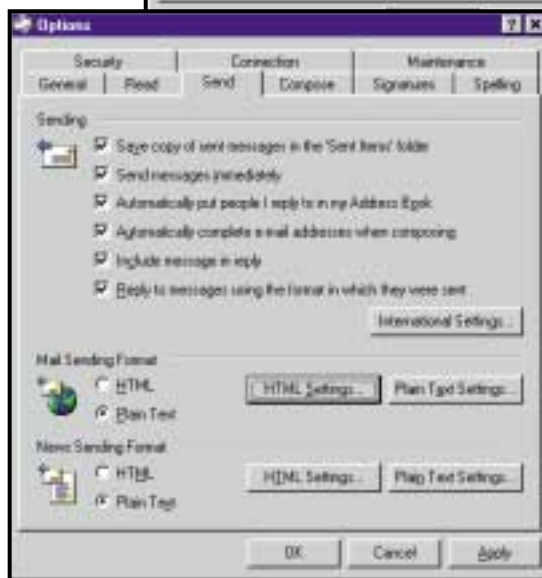 Options
Security Connection Maintenance
General Read Send Compose Signatures Spelling
Sending
Save copy of sent messages in the 'Sent Items' folder
Send messages immediately
Automatically put people I reply to in my Address Book
Automatically complete e-mail addresses when composing
Include message in reply
Reply to messages using the format in which they were sent
International Settings...
Mail Sending Format
HTML
HTML Settings... Plain Text Settings...
Plain Text
News Sending Format
HTML
HTML Settings... Plain Text Settings...
Plain Text
OK Cancel Apply